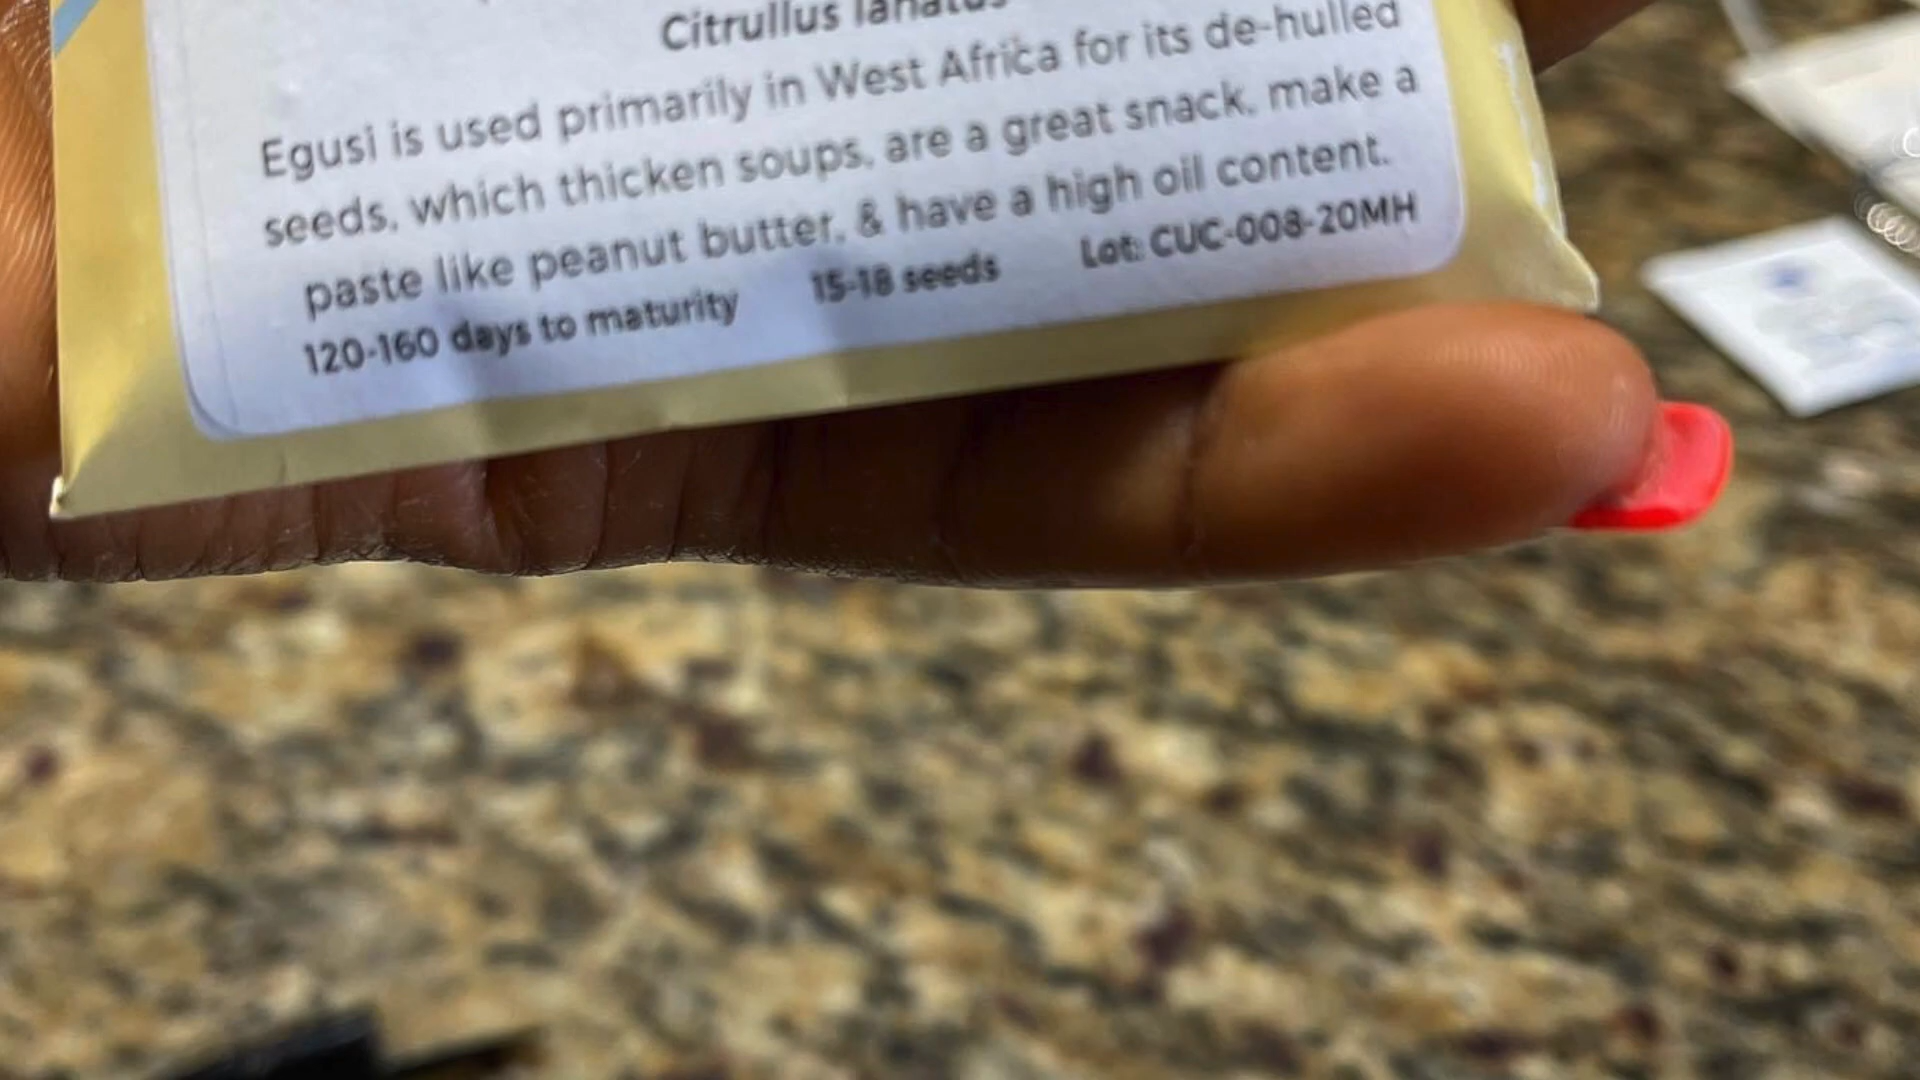 Citrullus lanatus
Egusi is used primarily in West Africa for its de-hulled
seeds, which thicken soups, are a great snack, make a
paste like peanut butter, & have a high oil content.
120-160 days to maturity 15-18 seeds Lot: CUC-008-20MH